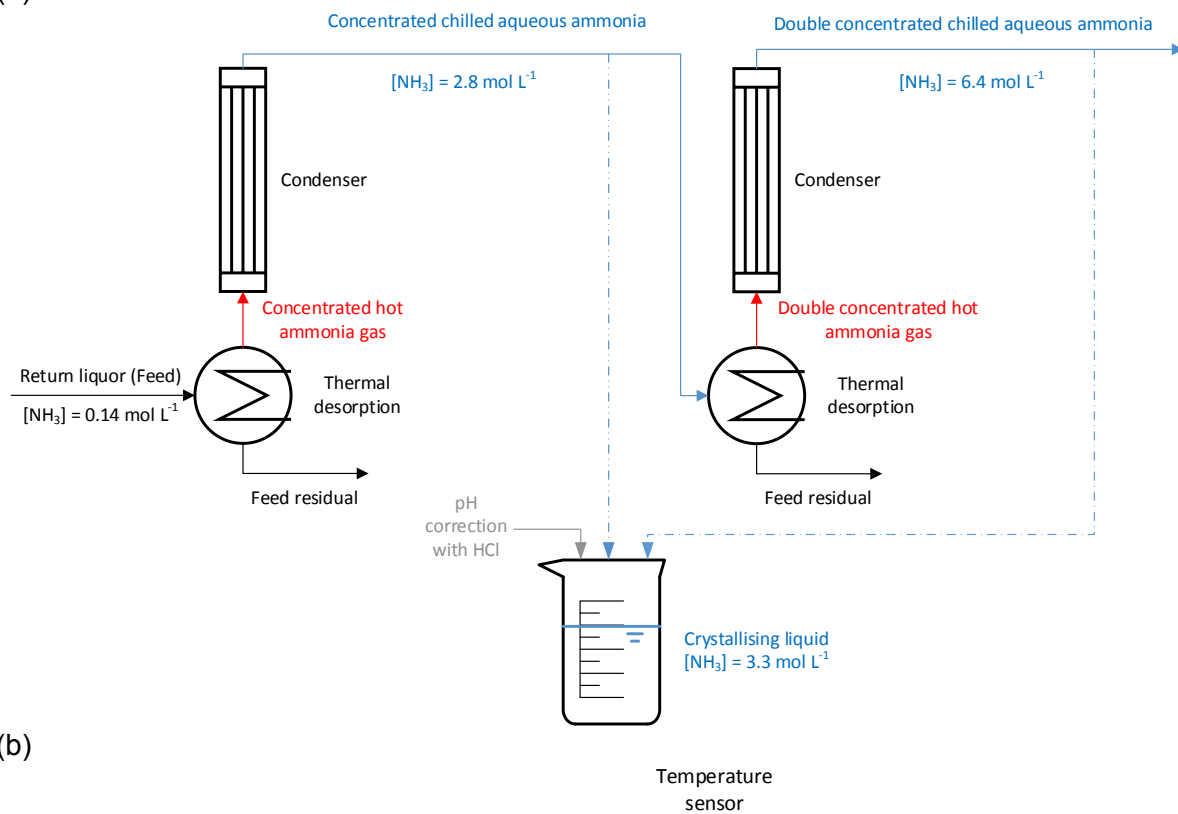 Concentrated chilled aqueous ammonia
Double concentrated chilled aqueous ammonia
[NH₃] = 2.8 mol L⁻¹
[NH₃] = 6.4 mol L⁻¹
Condenser
Condenser
Concentrated hot
ammonia gas
Double concentrated hot
ammonia gas
Return liquor (Feed)
[NH₃] = 0.14 mol L⁻¹
Thermal
desorption
Thermal
desorption
Feed residual
Feed residual
pH
correction
with HCl
Crystallising liquid
[NH₃] = 3.3 mol L⁻¹
(b)
Temperature
sensor